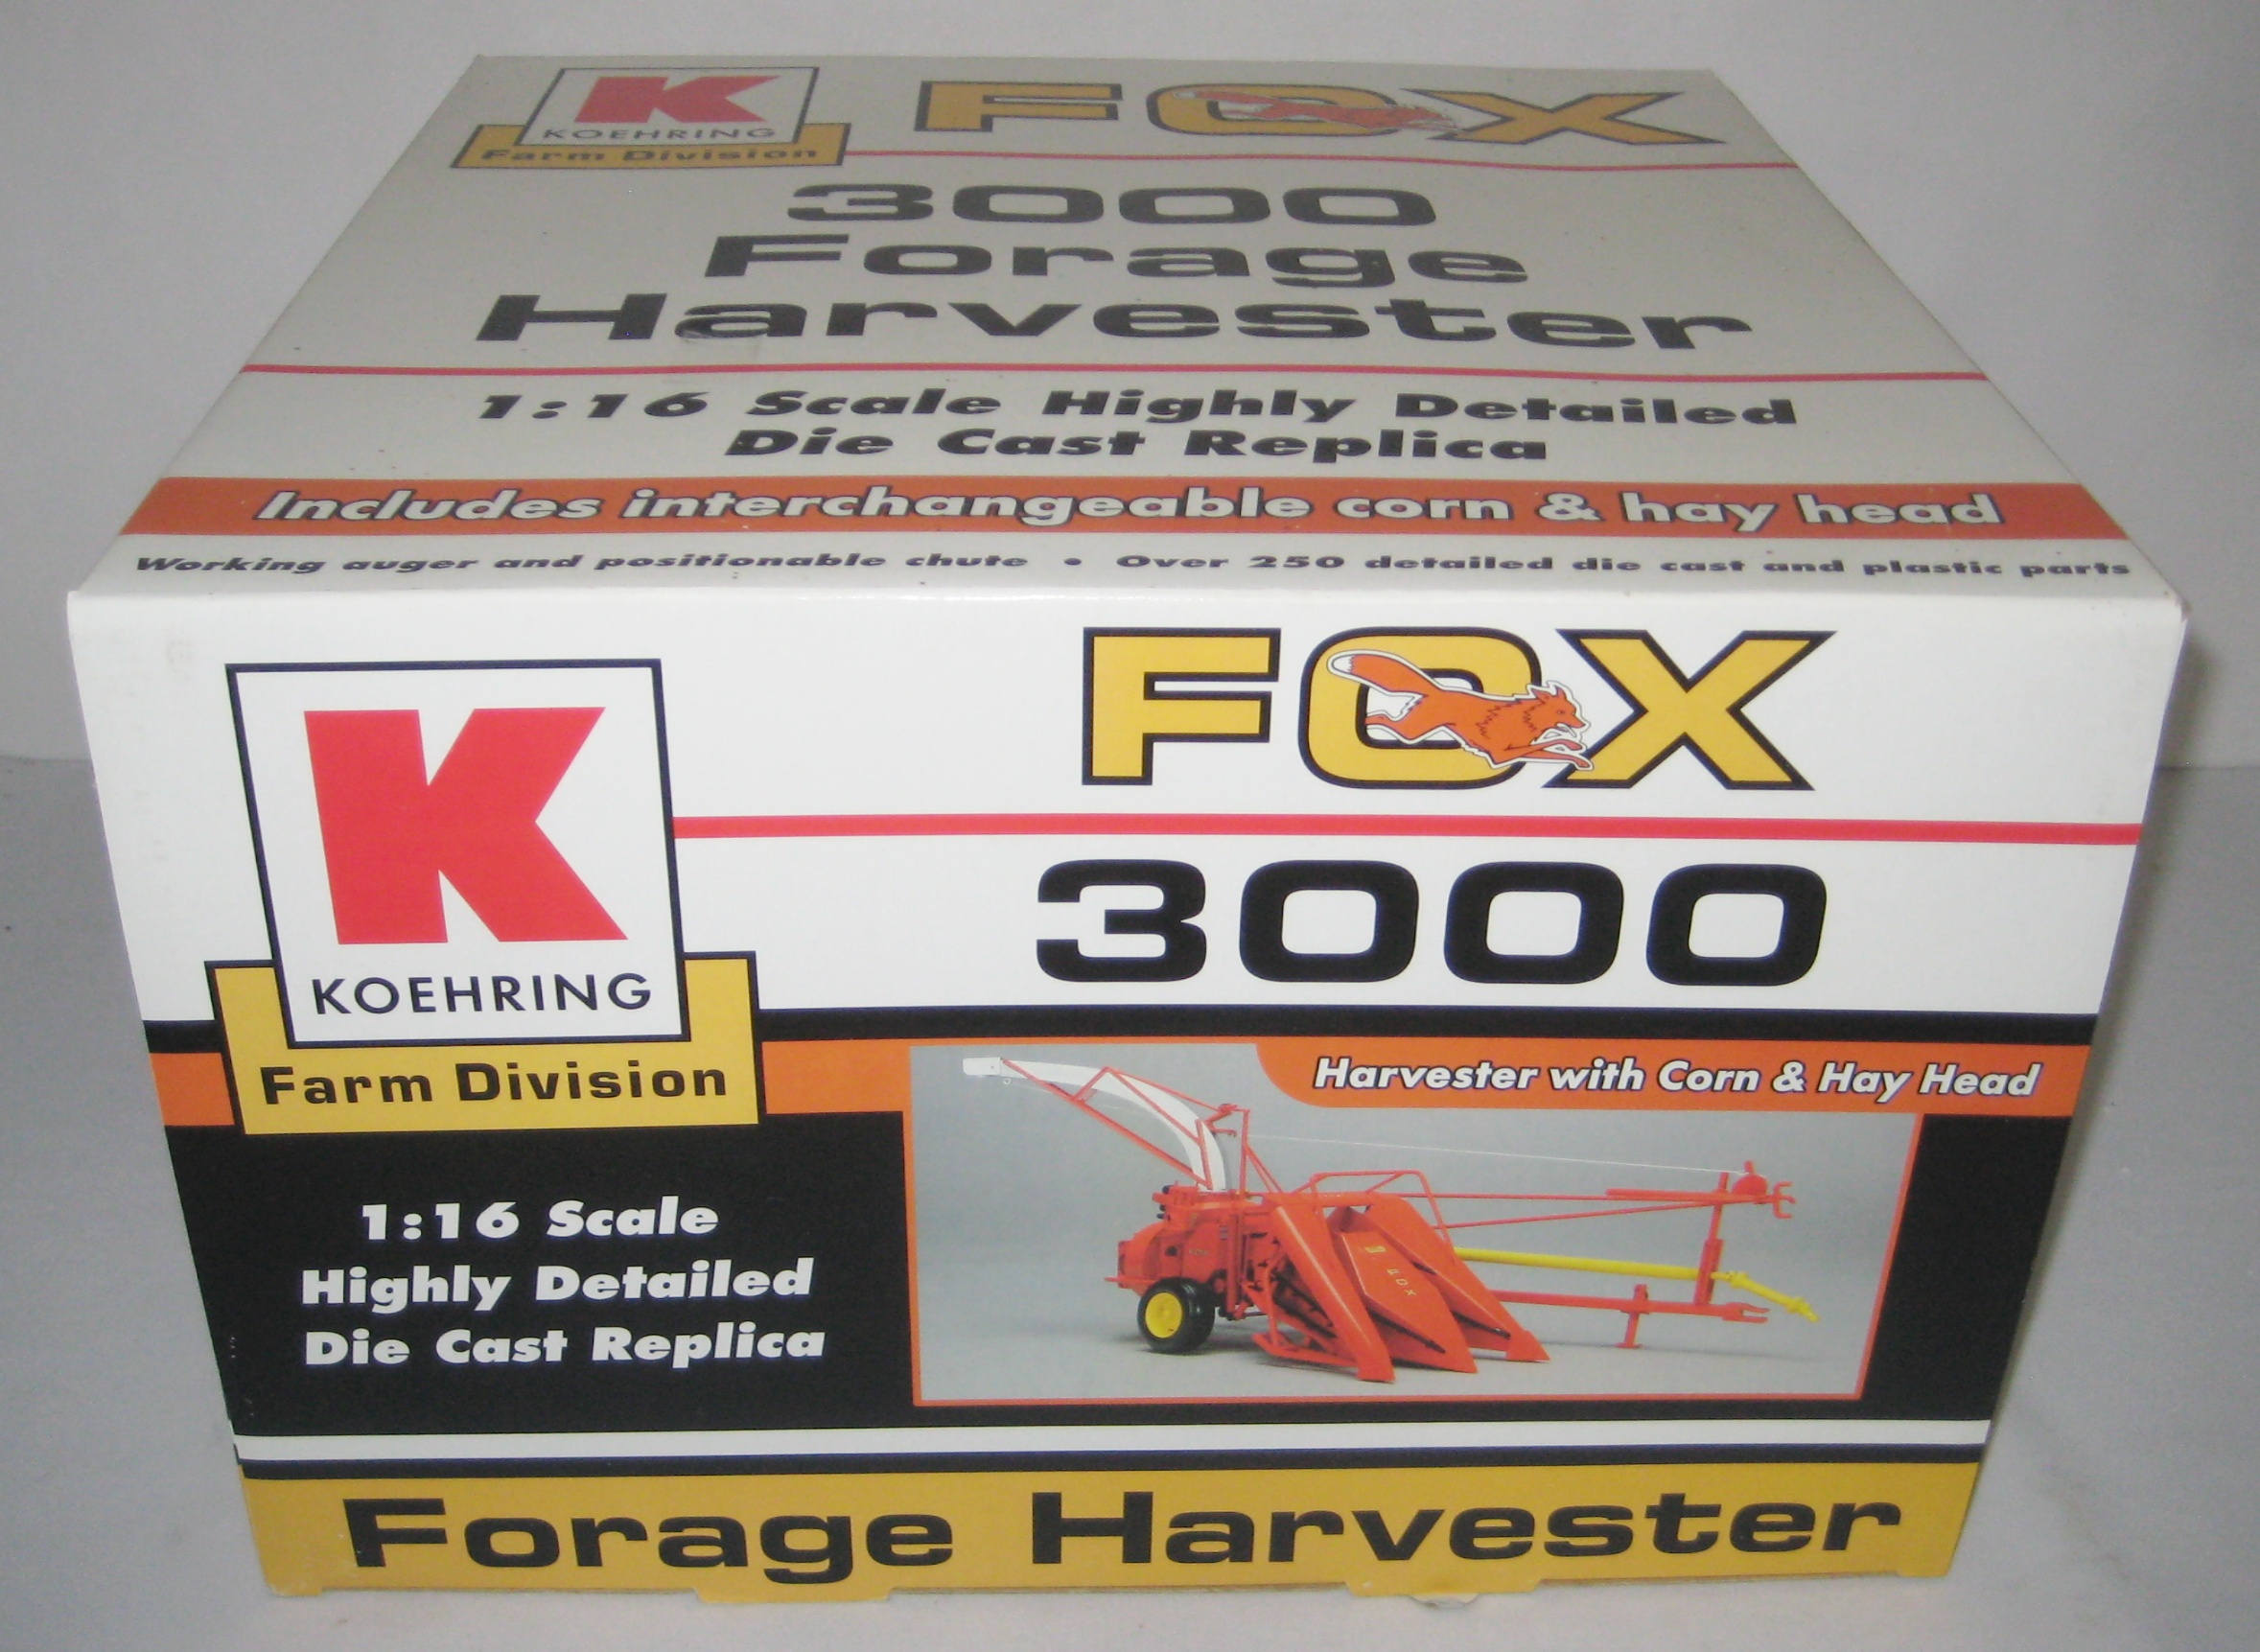 K
KOEHRING
Farm Division
FOX
3000
Forage
Harvester
1:16 Scale Highly Detailed
Die Cast Replica
Includes interchangeable corn & hay head
Working auger and positionable chute • Over 250 detailed die cast and plastic parts
K
KOEHRING
Farm Division
FOX
3000
Harvester with Corn & Hay Head
FOX
1:16 Scale
Highly Detailed
Die Cast Replica
Forage Harvester